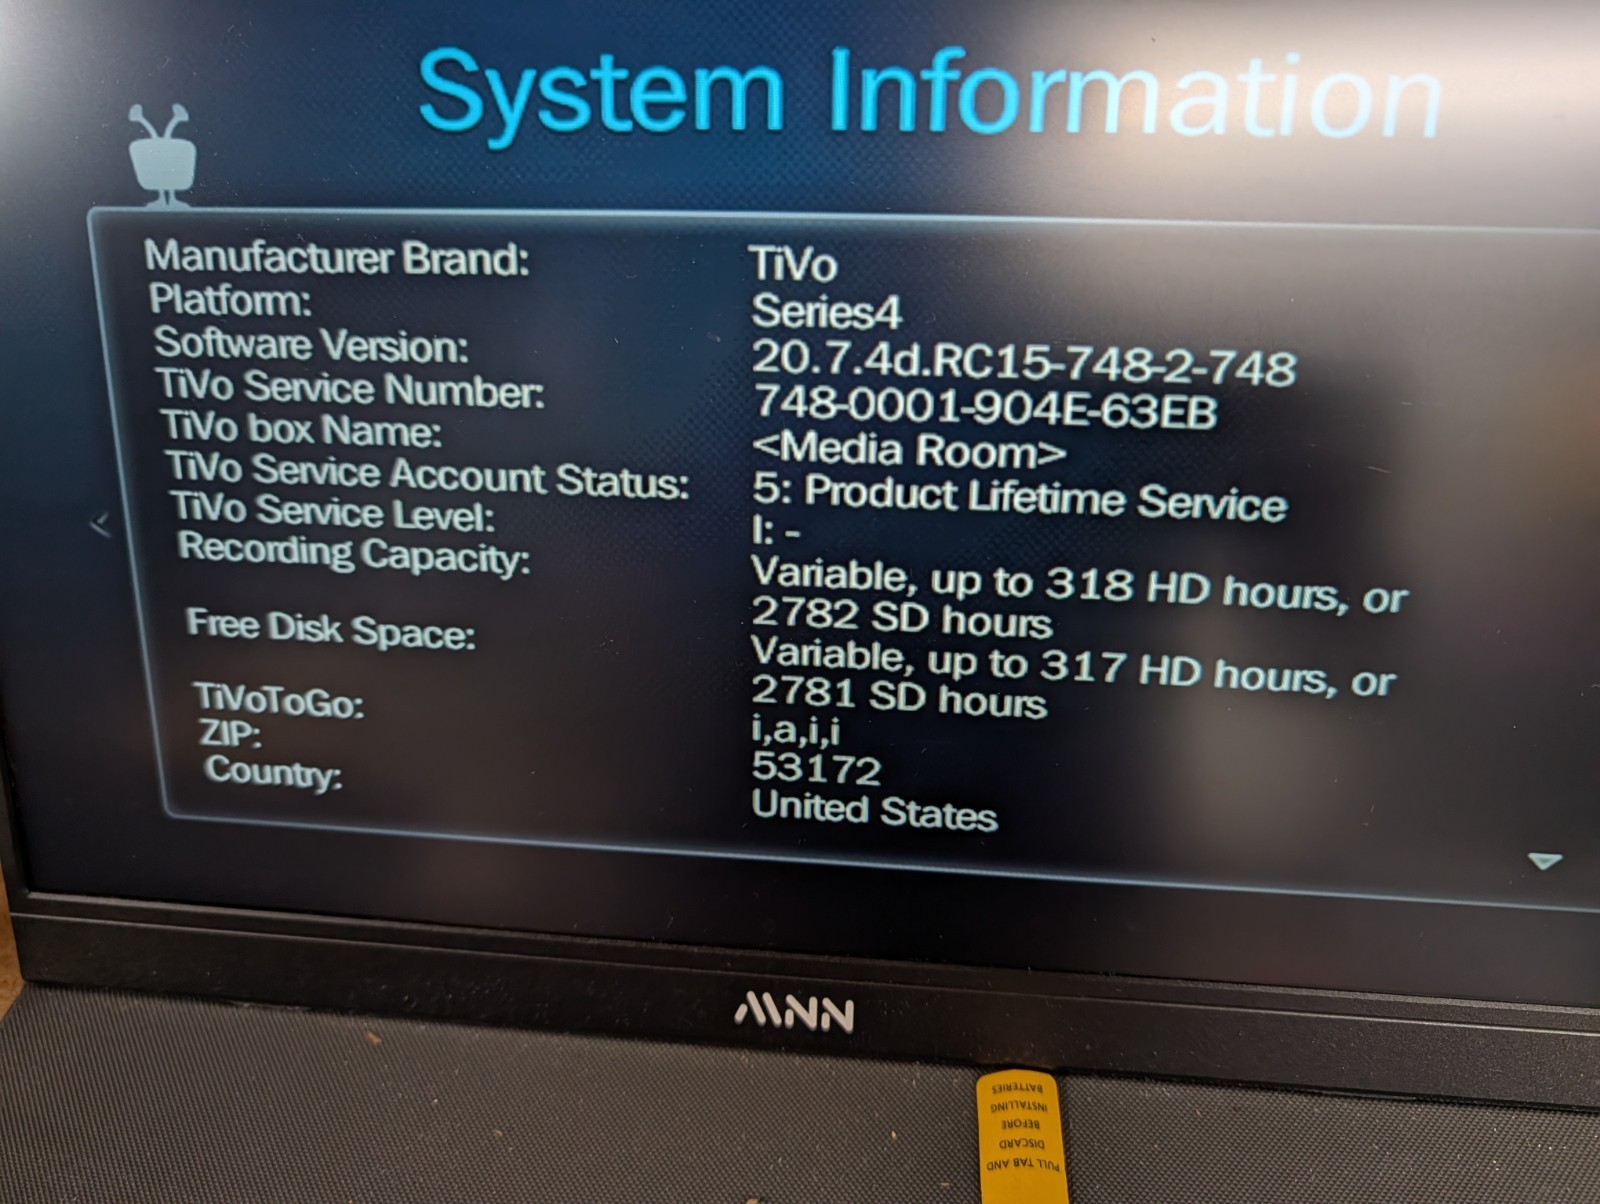 System Information
Manufacturer Brand: TiVo
Platform: Series4
Software Version: 20.7.4d.RC15-748-2-748
TiVo Service Number: 748-0001-904E-63EB
TiVo box Name: <Media Room>
TiVo Service Account Status: 5: Product Lifetime Service
TiVo Service Level: I: -
Recording Capacity: Variable, up to 318 HD hours, or
2782 SD hours
Free Disk Space: Variable, up to 317 HD hours, or
2781 SD hours
TiVoToGo: i,a,i,i
ZIP: 53172
Country: United States
MNN
PULL TAB AND
DISCARD
BEFORE
INSTALLING
BATTERIES